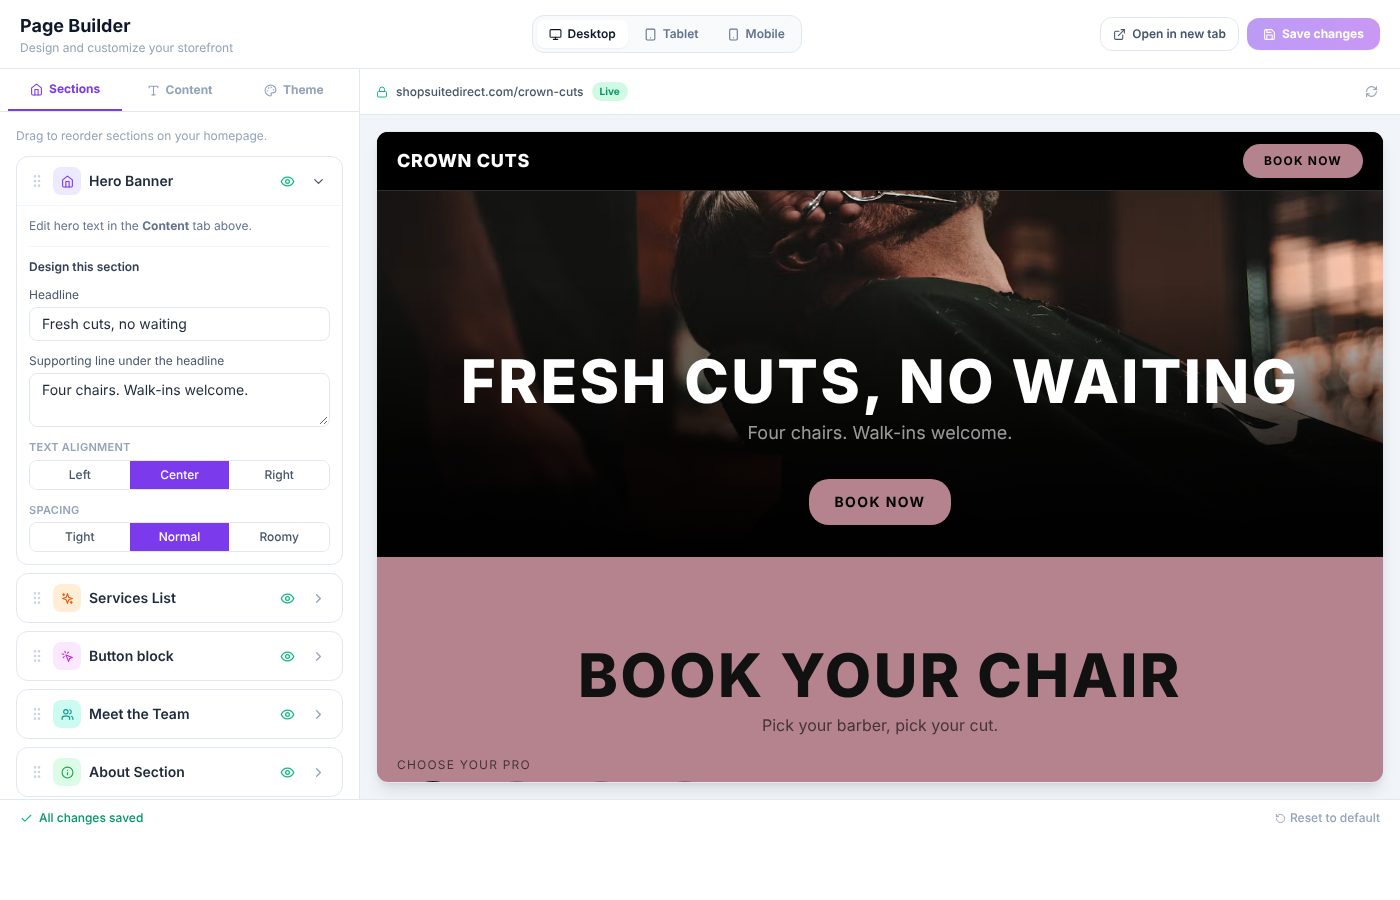 Page Builder
Design and customize your storefront
Desktop
Tablet
Mobile
Open in new tab
Save changes
Sections
Content
Theme
Drag to reorder sections on your homepage.
Hero Banner
Edit hero text in the Content tab above.
Design this section
Headline
Fresh cuts, no waiting
Supporting line under the headline
Four chairs. Walk-ins welcome.
TEXT ALIGNMENT
Left
Center
Right
SPACING
Tight
Normal
Roomy
Services List
Button block
Meet the Team
About Section
shopsuitedirect.com/crown-cuts
Live
CROWN CUTS
BOOK NOW
FRESH CUTS, NO WAITING
Four chairs. Walk-ins welcome.
BOOK NOW
BOOK YOUR CHAIR
Pick your barber, pick your cut.
CHOOSE YOUR PRO
All changes saved
Reset to default